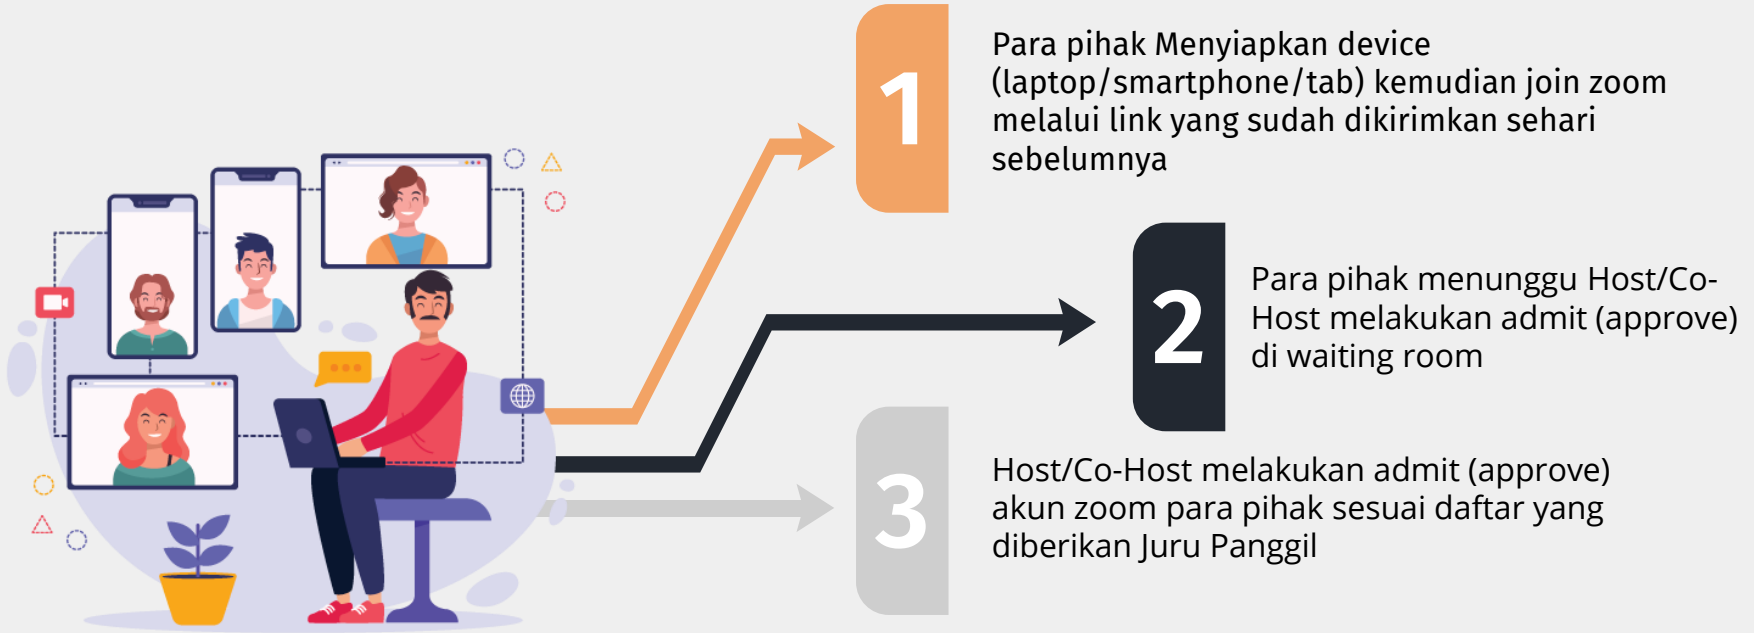 1
Para pihak Menyiapkan device
(laptop/smartphone/tab) kemudian join zoom
melalui link yang sudah dikirimkan sehari
sebelumnya
2
Para pihak menunggu Host/Co-
Host melakukan admit (approve)
di waiting room
3
Host/Co-Host melakukan admit (approve)
akun zoom para pihak sesuai daftar yang
diberikan Juru Panggil